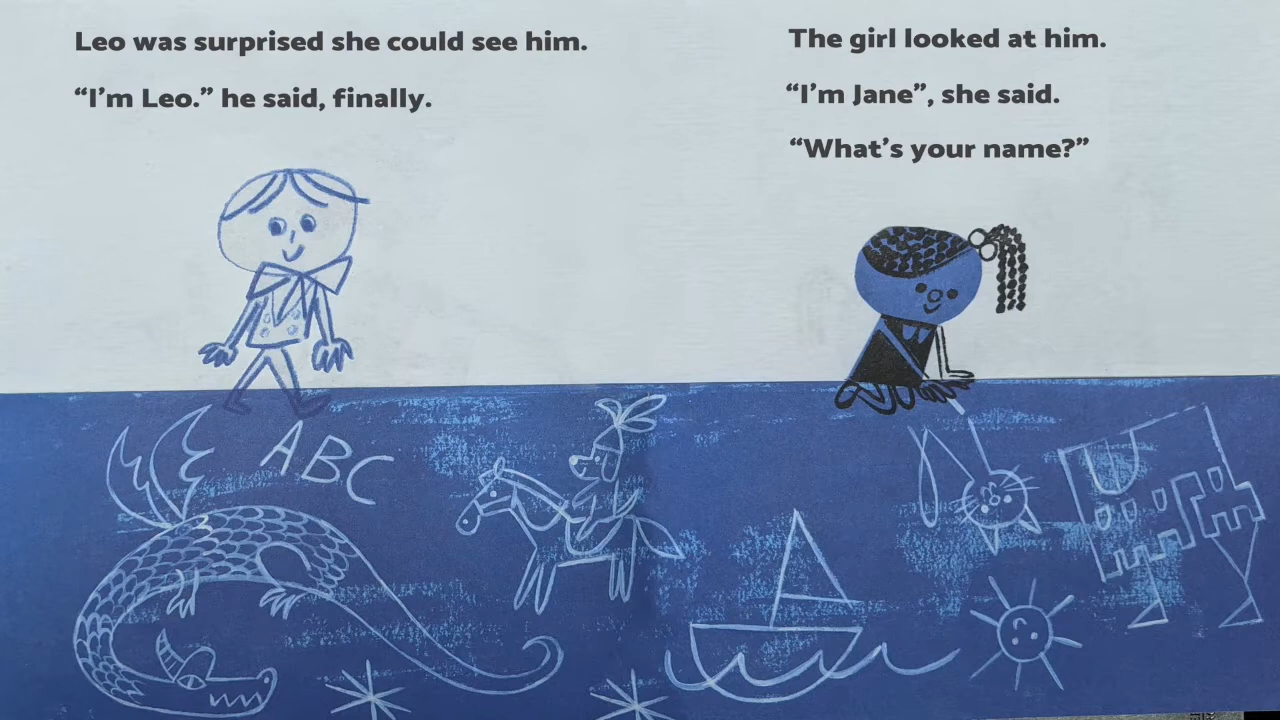 Leo was surprised she could see him.
“I’m Leo.” he said, finally.
The girl looked at him.
“I’m Jane”, she said.
“What’s your name?”
ABC